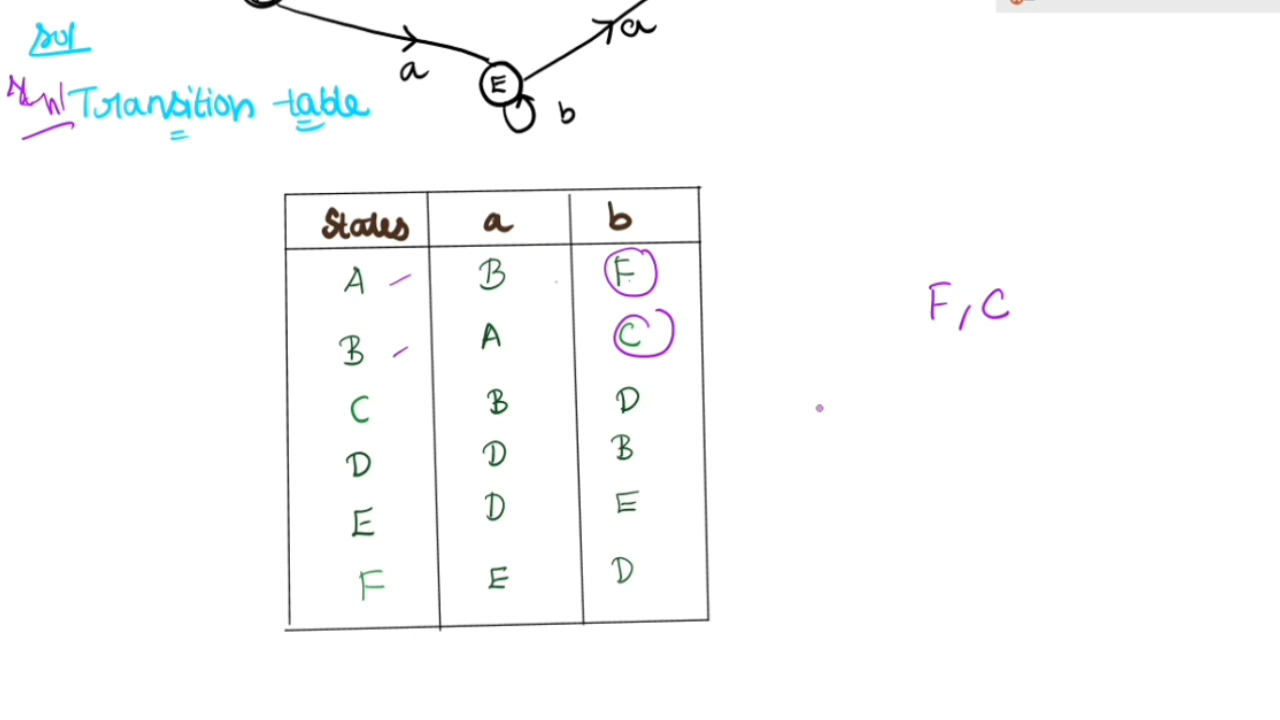 Sol
a
a
E
b
Transition table
States a b
A B F
B A C
C B D
D D B
E D E
F E D
F, C